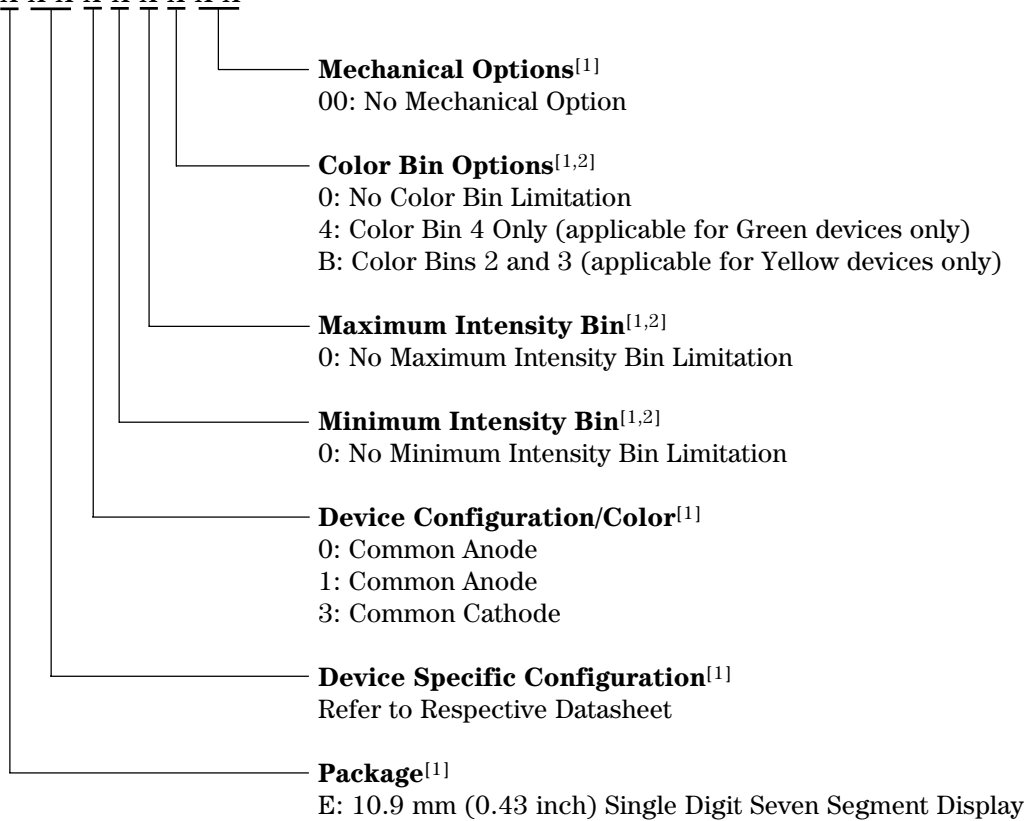 Mechanical Options[1]
00: No Mechanical Option
Color Bin Options[1,2]
0: No Color Bin Limitation
4: Color Bin 4 Only (applicable for Green devices only)
B: Color Bins 2 and 3 (applicable for Yellow devices only)
Maximum Intensity Bin[1,2]
0: No Maximum Intensity Bin Limitation
Minimum Intensity Bin[1,2]
0: No Minimum Intensity Bin Limitation
Device Configuration/Color[1]
0: Common Anode
1: Common Anode
3: Common Cathode
Device Specific Configuration[1]
Refer to Respective Datasheet
Package[1]
E: 10.9 mm (0.43 inch) Single Digit Seven Segment Display